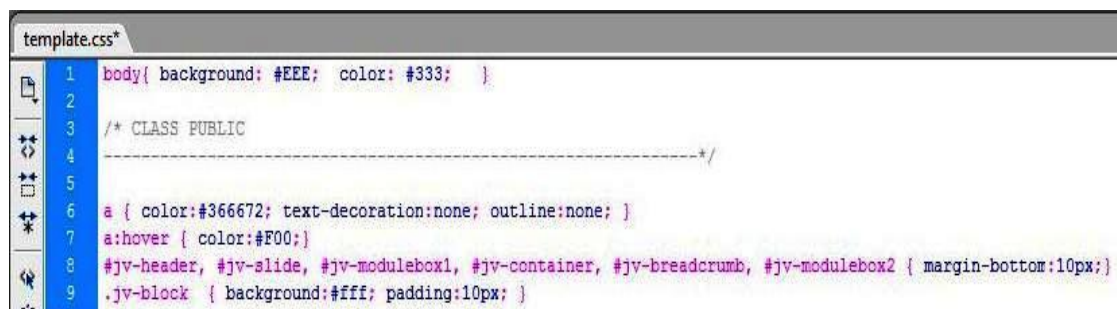 template.css*
1 body{ background: #EEE; color: #333; }
2
3 /* CLASS PUBLIC
4 ----------------------------------------------------------------*/
5
6 a { color:#366672; text-decoration:none; outline:none; }
7 a:hover { color:#F00;}
8 #jv-header, #jv-slide, #jv-modulebox1, #jv-container, #jv-breadcrumb, #jv-modulebox2 { margin-bottom:10px;}
9 .jv-block { background:#fff; padding:10px; }